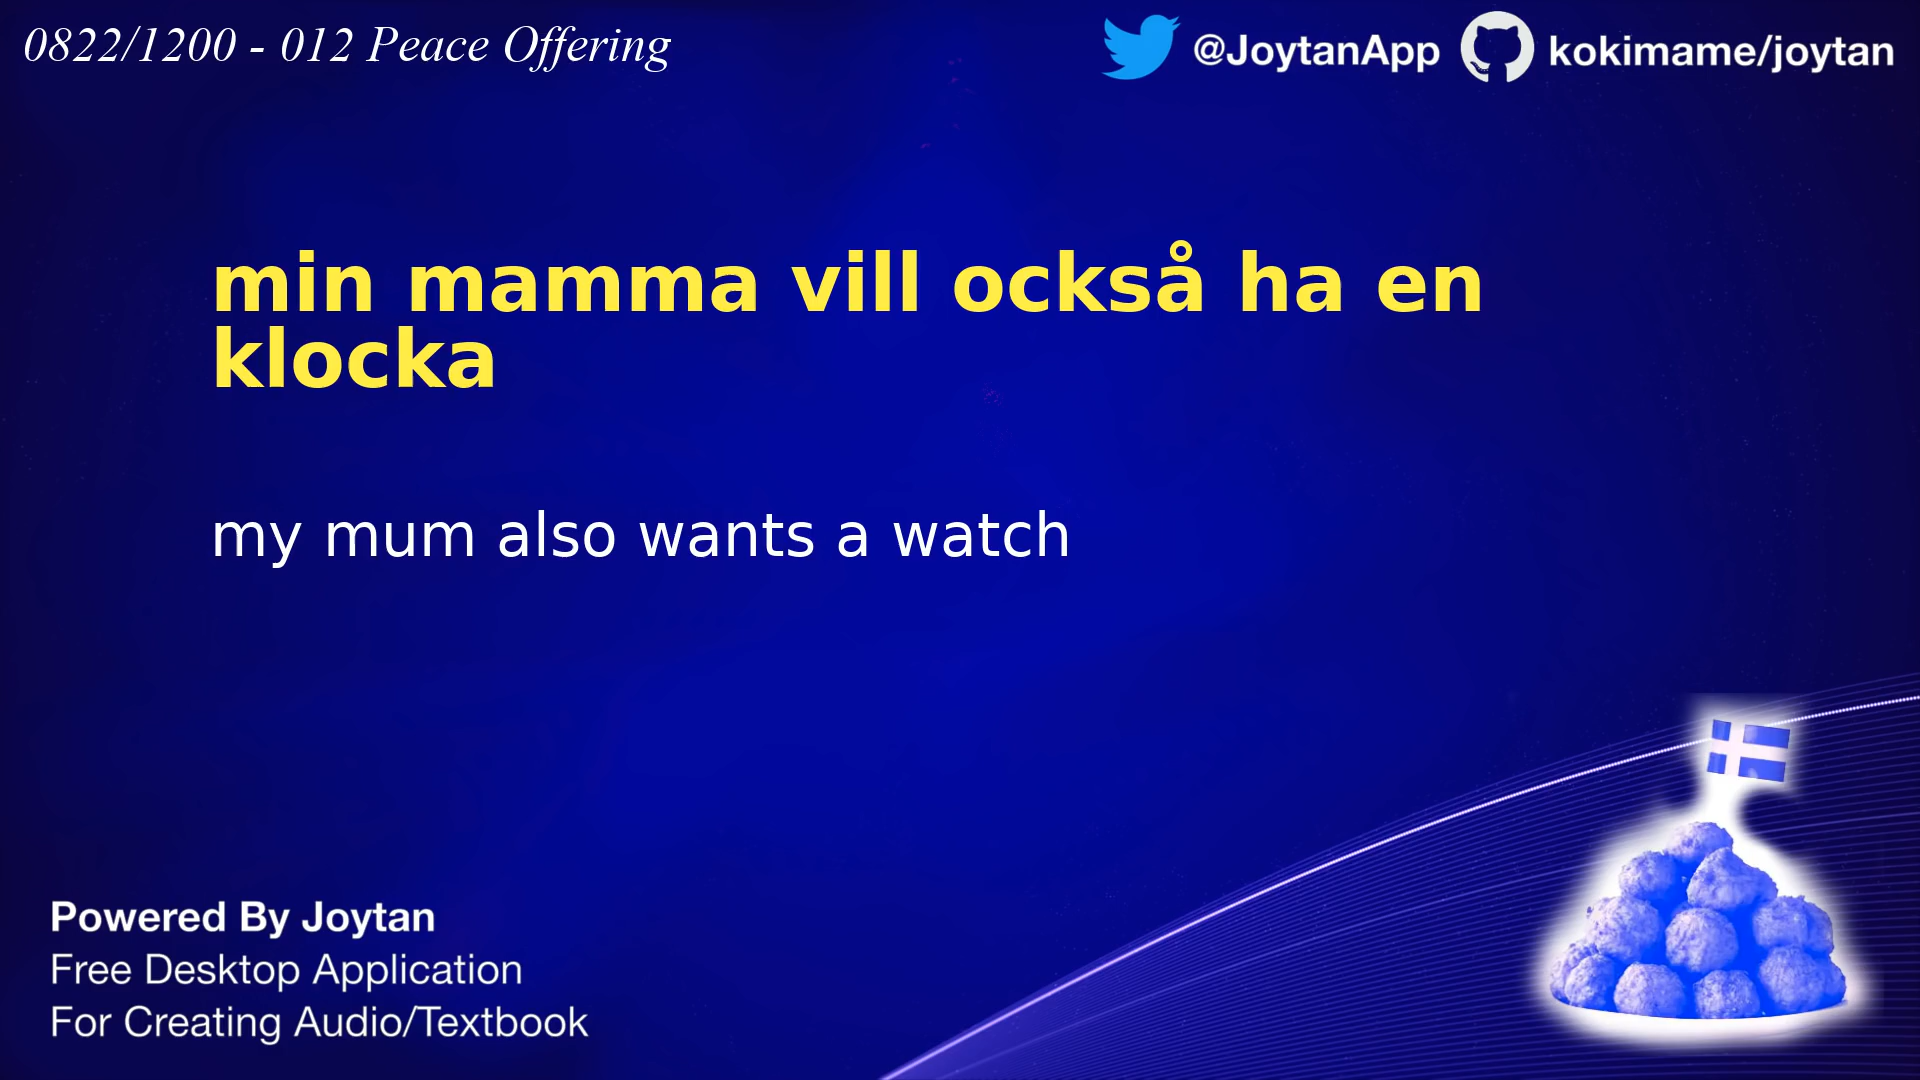 0822/1200 - 012 Peace Offering
@JoytanApp
kokimame/joytan
min mamma vill också ha en
klocka
my mum also wants a watch
Powered By Joytan
Free Desktop Application
For Creating Audio/Textbook